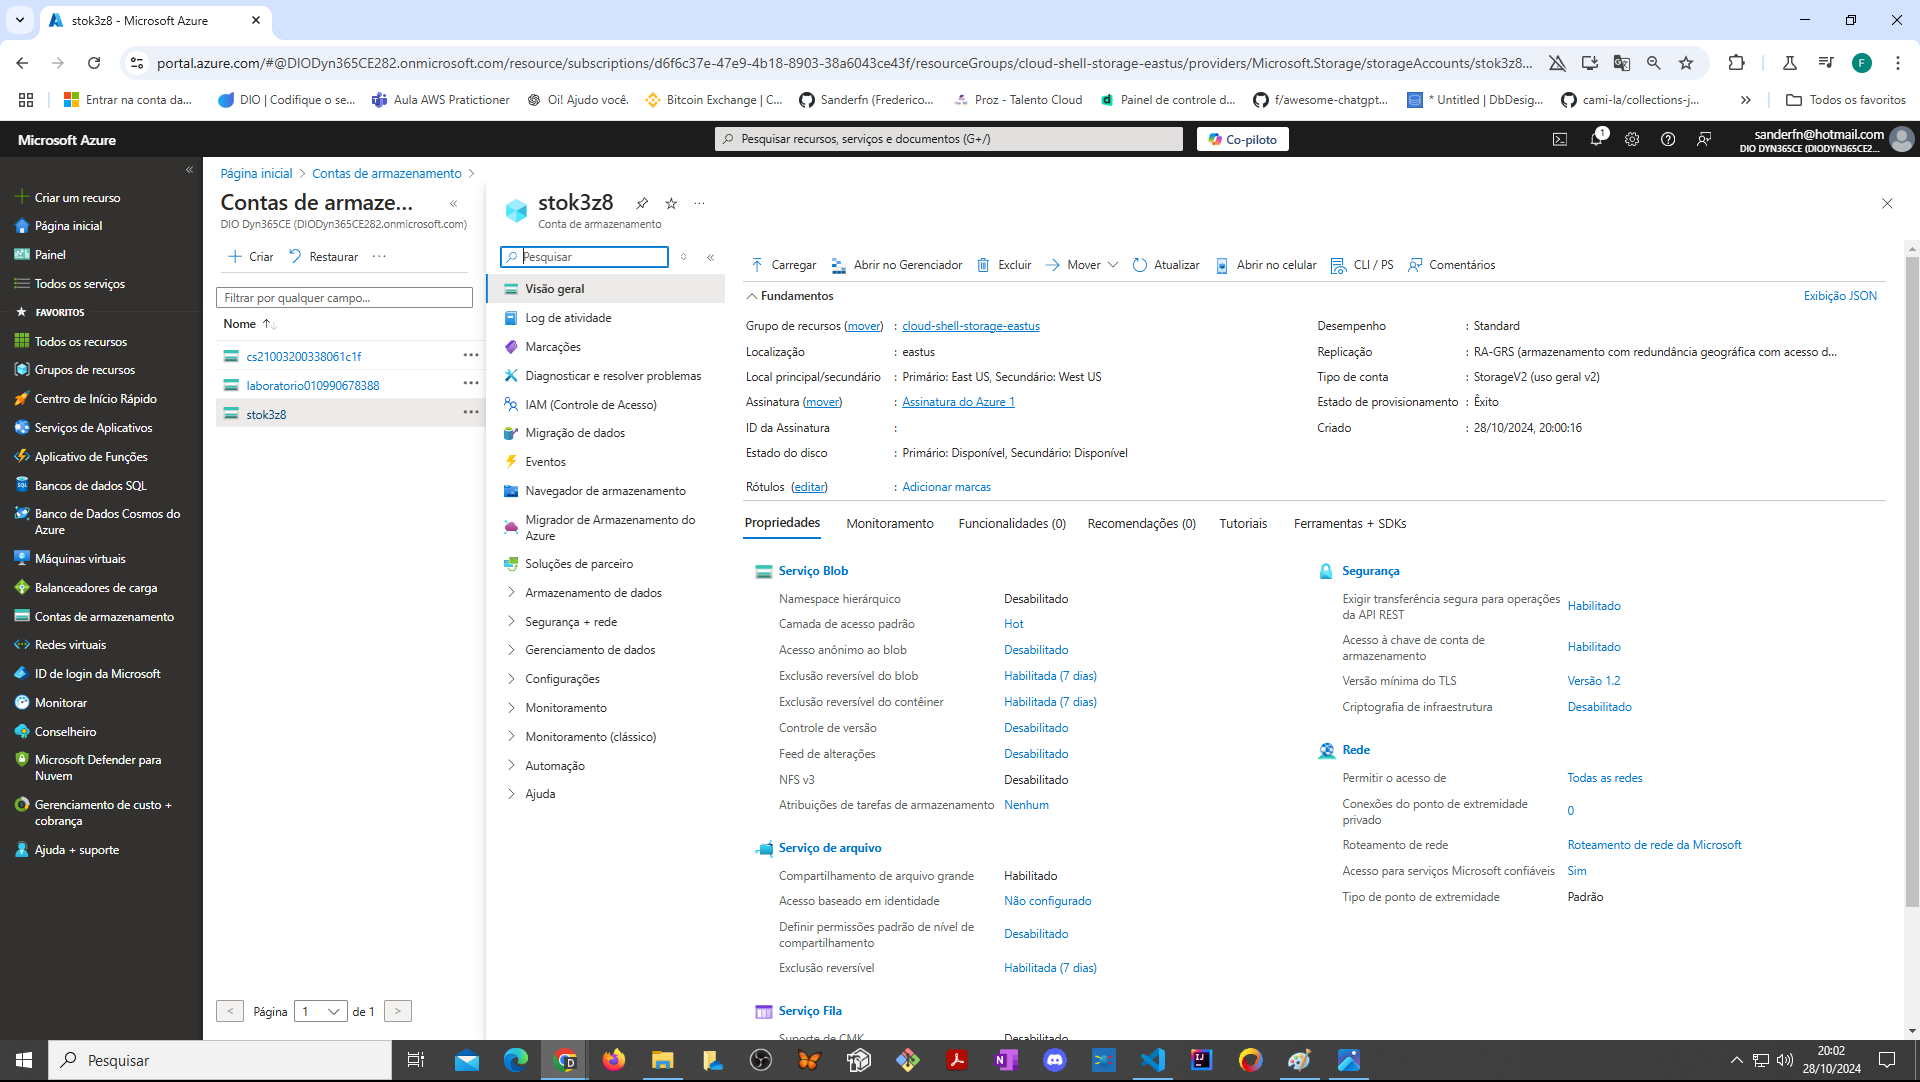 stok3z8 - Microsoft Azure
portal.azure.com/#@DIODyn365CE282.onmicrosoft.com/resource/subscriptions/d6f6c37e-47e9-4b18-8903-38a6043ce43f/resourceGroups/cloud-shell-storage-eastus/providers/Microsoft.Storage/storageAccounts/stok3z8...
F
Entrar na conta da...
DIO | Codifique o se...
Aula AWS Pratictioner
Oi! Ajudo você.
Bitcoin Exchange | C...
Sanderfn (Frederico...
Proz - Talento Cloud
Painel de controle d...
f/awesome-chatgpt...
* Untitled | DbDesig...
cami-la/collections-j...
Todos os favoritos
Microsoft Azure
Pesquisar recursos, serviços e documentos (G+/)
Co-piloto
1
sanderfn@hotmail.com
DIO DYN365CE (DIODYN365CE2...
Criar um recurso
Página inicial
Painel
Todos os serviços
FAVORITOS
Todos os recursos
Grupos de recursos
Centro de Início Rápido
Serviços de Aplicativos
Aplicativo de Funções
Bancos de dados SQL
Banco de Dados Cosmos do
Azure
Máquinas virtuais
Balanceadores de carga
Contas de armazenamento
Redes virtuais
ID de login da Microsoft
Monitorar
Conselheiro
Microsoft Defender para
Nuvem
Gerenciamento de custo +
cobrança
Ajuda + suporte
Página inicial > Contas de armazenamento >
Contas de armaze...
DIO Dyn365CE (DIODyn365CE282.onmicrosoft.com)
Criar
Restaurar
Filtrar por qualquer campo...
Nome
cs21003200338061c1f
laboratorio010990678388
stok3z8
< Página 1 de 1 >
stok3z8
Conta de armazenamento
Pesquisar
Visão geral
Log de atividade
Marcações
Diagnosticar e resolver problemas
IAM (Controle de Acesso)
Migração de dados
Eventos
Navegador de armazenamento
Migrador de Armazenamento do
Azure
Soluções de parceiro
Armazenamento de dados
Segurança + rede
Gerenciamento de dados
Configurações
Monitoramento
Monitoramento (clássico)
Automação
Ajuda
Carregar
Abrir no Gerenciador
Excluir
Mover
Atualizar
Abrir no celular
CLI / PS
Comentários
Fundamentos
Exibição JSON
Grupo de recursos (mover) : cloud-shell-storage-eastus
Localização : eastus
Local principal/secundário : Primário: East US, Secundário: West US
Assinatura (mover) : Assinatura do Azure 1
ID da Assinatura :
Estado do disco : Primário: Disponível, Secundário: Disponível
Rótulos (editar) : Adicionar marcas
Desempenho : Standard
Replicação : RA-GRS (armazenamento com redundância geográfica com acesso d...
Tipo de conta : StorageV2 (uso geral v2)
Estado de provisionamento : Êxito
Criado : 28/10/2024, 20:00:16
Propriedades
Monitoramento
Funcionalidades (0)
Recomendações (0)
Tutoriais
Ferramentas + SDKs
Serviço Blob
Namespace hierárquico Desabilitado
Camada de acesso padrão Hot
Acesso anônimo ao blob Desabilitado
Exclusão reversível do blob Habilitada (7 dias)
Exclusão reversível do contêiner Habilitada (7 dias)
Controle de versão Desabilitado
Feed de alterações Desabilitado
NFS v3 Desabilitado
Atribuições de tarefas de armazenamento Nenhum
Serviço de arquivo
Compartilhamento de arquivo grande Habilitado
Acesso baseado em identidade Não configurado
Definir permissões padrão de nível de
compartilhamento Desabilitado
Exclusão reversível Habilitada (7 dias)
Serviço Fila
Suporte de CMK Desabilitado
Segurança
Exigir transferência segura para operações
da API REST Habilitado
Acesso à chave de conta de
armazenamento Habilitado
Versão mínima do TLS Versão 1.2
Criptografia de infraestrutura Desabilitado
Rede
Permitir o acesso de Todas as redes
Conexões do ponto de extremidade
privado 0
Roteamento de rede Roteamento de rede da Microsoft
Acesso para serviços Microsoft confiáveis Sim
Tipo de ponto de extremidade Padrão
Pesquisar
20:02
28/10/2024